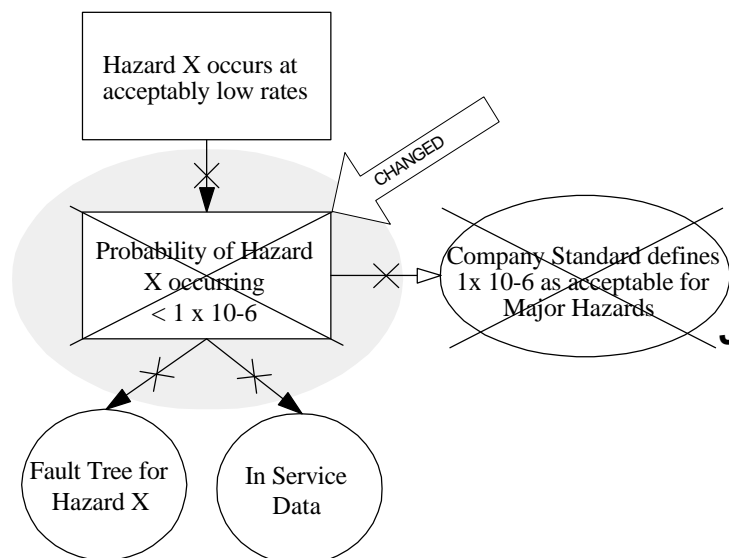 Hazard X occurs at
acceptably low rates
CHANGED
Probability of Hazard
X occurring
< 1 x 10-6
Company Standard defines
1x 10-6 as acceptable for
Major Hazards
Fault Tree for
Hazard X
In Service
Data